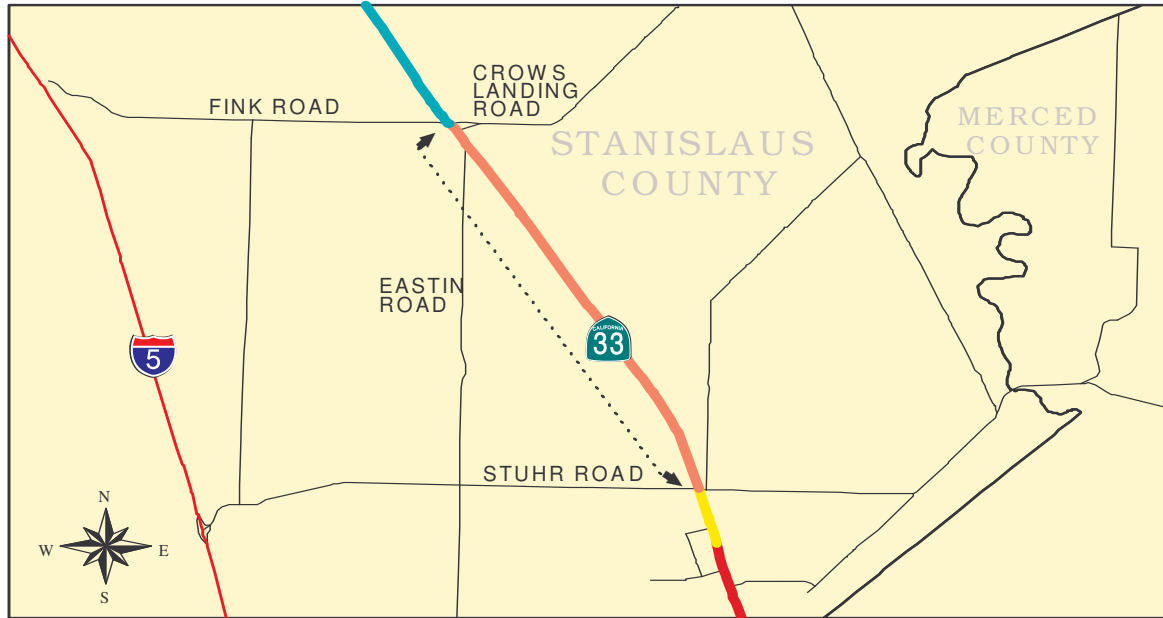 CROWS
LANDING
ROAD
FINK ROAD
STANISLAUS
COUNTY
MERCED
COUNTY
EASTIN
ROAD
CALIFORNIA
33
5
STUHR ROAD
N
W
E
S